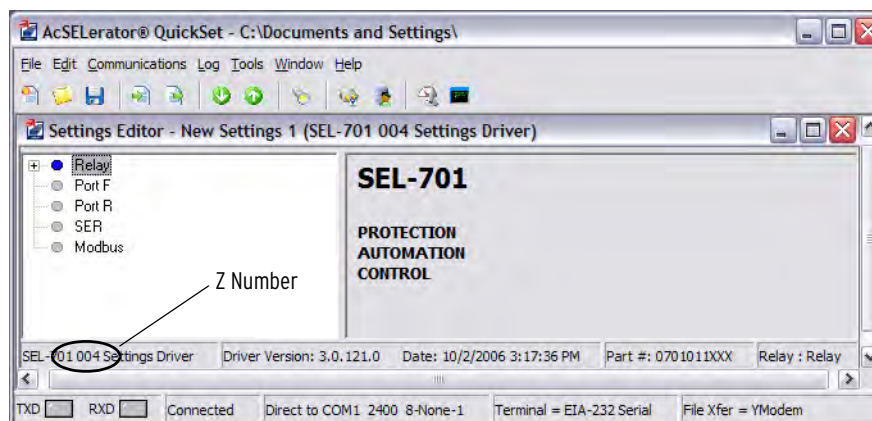 AcSELerator® QuickSet - C:\Documents and Settings\
File Edit Communications Log Tools Window Help
Settings Editor - New Settings 1 (SEL-701 004 Settings Driver)
Relay
Port F
Port R
SER
Modbus
SEL-701
PROTECTION
AUTOMATION
CONTROL
Z Number
SEL-701 004 Settings Driver Driver Version: 3.0.121.0 Date: 10/2/2006 3:17:36 PM Part #: 0701011XXX Relay : Relay
TXD RXD Connected Direct to COM1 2400 8-None-1 Terminal = EIA-232 Serial File Xfer = YModem